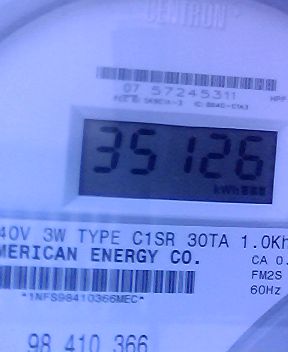 CENTRON
07 57245311
35126
kWh 888
40V 3W TYPE C1SR 30TA 1.0Kh
MERICAN ENERGY CO.
CA 0.
FM2S
*1NFS98410366MEC*
60Hz
98 410 366